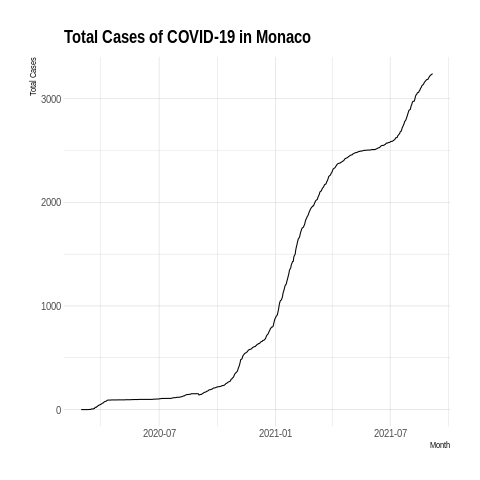 Total Cases of COVID-19 in Monaco
Total Cases
3000
2000
1000
0
2020-07
2021-01
2021-07
Month